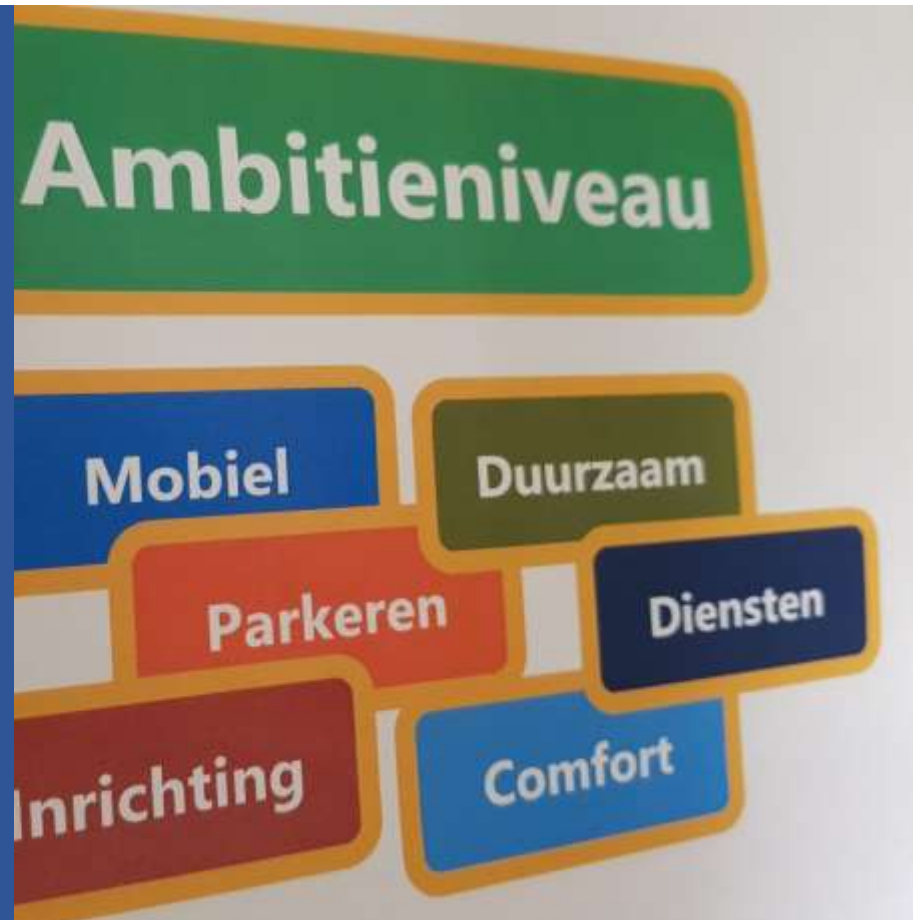 Ambitieniveau
Mobiel
Duurzaam
Parkeren
Diensten
Inrichting
Comfort